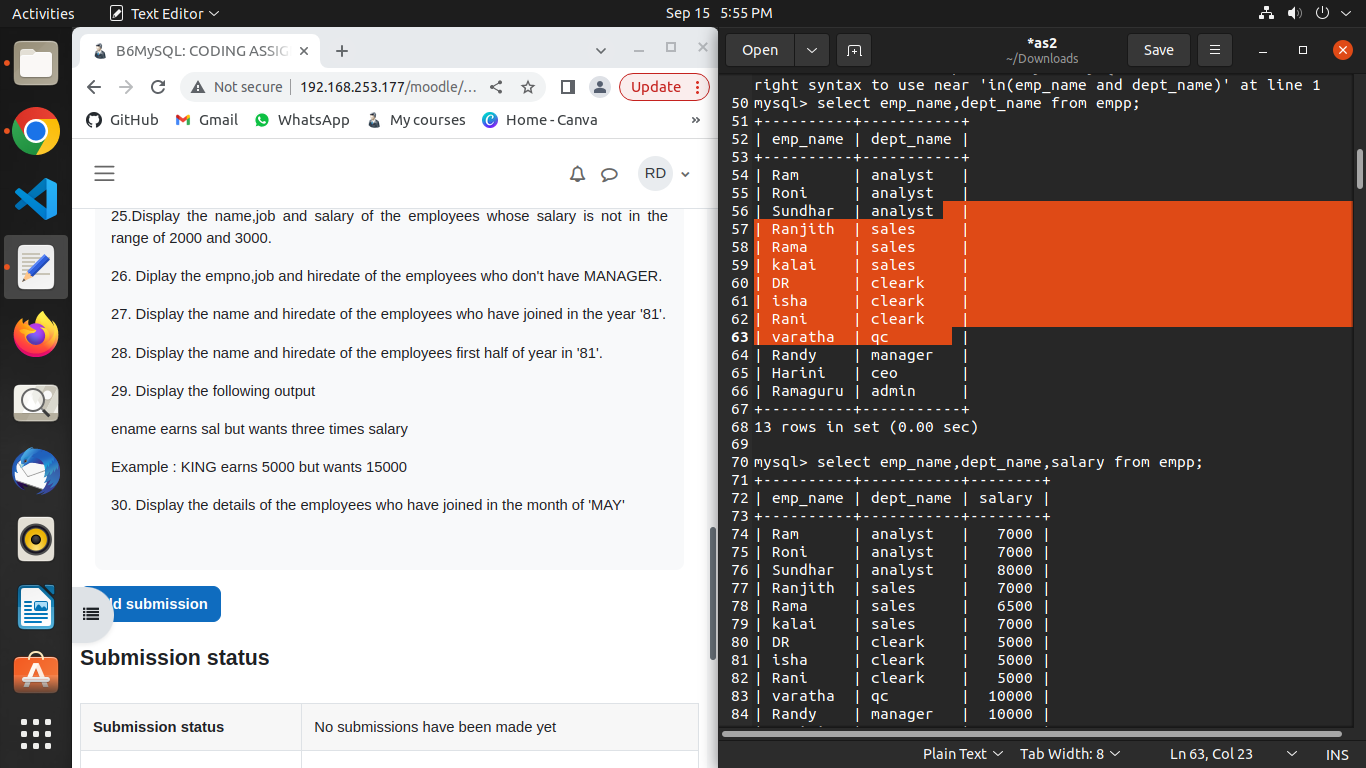 Activities
Text Editor
Sep 15 5:55 PM
B6MySQL: CODING ASSIG
Not secure
192.168.253.177/moodle/...
Update
GitHub
Gmail
WhatsApp
My courses
Home - Canva
»
RD
25.Display the name,job and salary of the employees whose salary is not in the
range of 2000 and 3000.
26. Diplay the empno,job and hiredate of the employees who don't have MANAGER.
27. Display the name and hiredate of the employees who have joined in the year '81'.
28. Display the name and hiredate of the employees first half of year in '81'.
29. Display the following output
ename earns sal but wants three times salary
Example : KING earns 5000 but wants 15000
30. Display the details of the employees who have joined in the month of 'MAY'
d submission
Submission status
Submission status
No submissions have been made yet
Open
*as2
~/Downloads
Save
right syntax to use near 'in(emp_name and dept_name)' at line 1
50 mysql> select emp_name,dept_name from empp;
51 +----------+-----------+
52 | emp_name | dept_name |
53 +----------+-----------+
54 | Ram      | analyst   |
55 | Roni     | analyst   |
56 | Sundhar  | analyst   |
57 | Ranjith  | sales     |
58 | Rama     | sales     |
59 | kalai    | sales     |
60 | DR       | cleark    |
61 | isha     | cleark    |
62 | Rani     | cleark    |
63 | varatha  | qc        |
64 | Randy    | manager   |
65 | Harini   | ceo       |
66 | Ramaguru | admin     |
67 +----------+-----------+
68 13 rows in set (0.00 sec)
69
70 mysql> select emp_name,dept_name,salary from empp;
71 +----------+-----------+--------+
72 | emp_name | dept_name | salary |
73 +----------+-----------+--------+
74 | Ram      | analyst   |   7000 |
75 | Roni     | analyst   |   7000 |
76 | Sundhar  | analyst   |   8000 |
77 | Ranjith  | sales     |   7000 |
78 | Rama     | sales     |   6500 |
79 | kalai    | sales     |   7000 |
80 | DR       | cleark    |   5000 |
81 | isha     | cleark    |   5000 |
82 | Rani     | cleark    |   5000 |
83 | varatha  | qc        |  10000 |
84 | Randy    | manager   |  10000 |
Plain Text
Tab Width: 8
Ln 63, Col 23
INS